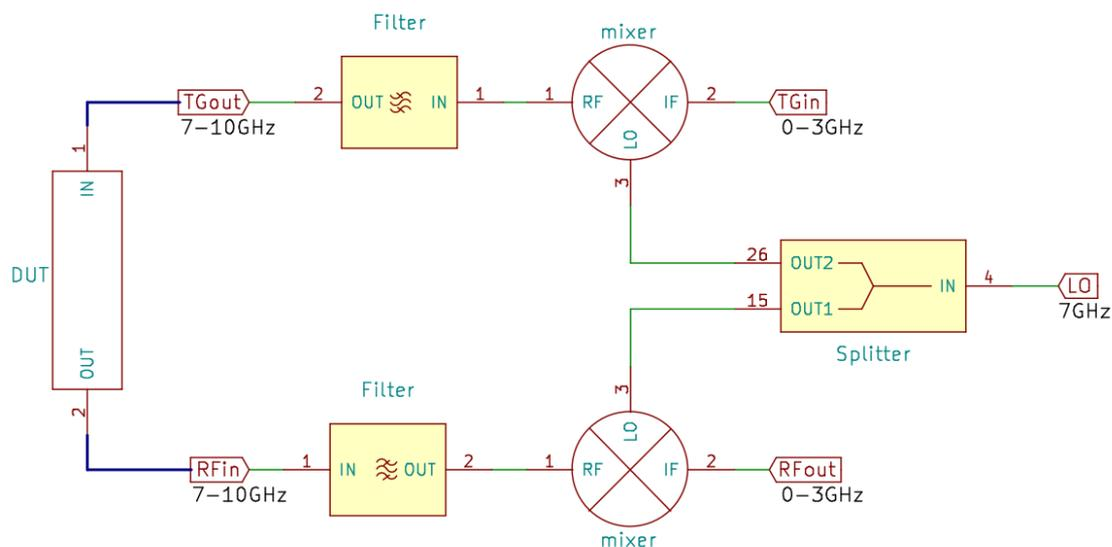 Filter
mixer
TGout
2
OUT
IN
1
1
RF
IF
2
TGin
7-10GHz
0-3GHz
LO
3
1
IN
DUT
OUT
2
26
OUT2
15
OUT1
IN
4
LO
7GHz
Splitter
Filter
3
LO
RFin
1
IN
OUT
2
1
RF
IF
2
RFout
7-10GHz
0-3GHz
mixer